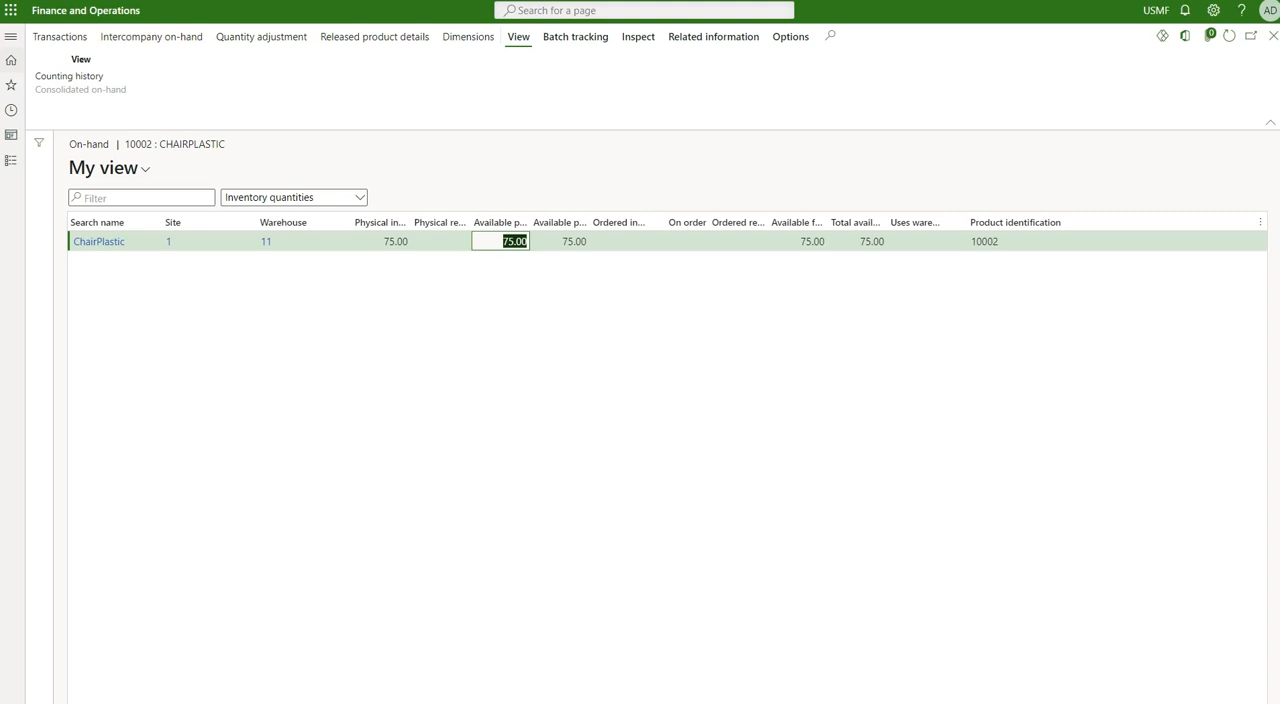 Finance and Operations
Search for a page
USMF
?
AD
Transactions Intercompany on-hand Quantity adjustment Released product details Dimensions View Batch tracking Inspect Related information Options
0
View
Counting history
Consolidated on-hand
On-hand | 10002 : CHAIRPLASTIC
My view
Filter
Inventory quantities
Search name Site Warehouse Physical in... Physical re... Available p... Available p... Ordered in... On order Ordered re... Available f... Total avail... Uses ware... Product identification
ChairPlastic 1 11 75.00 75.00 75.00 75.00 75.00 10002